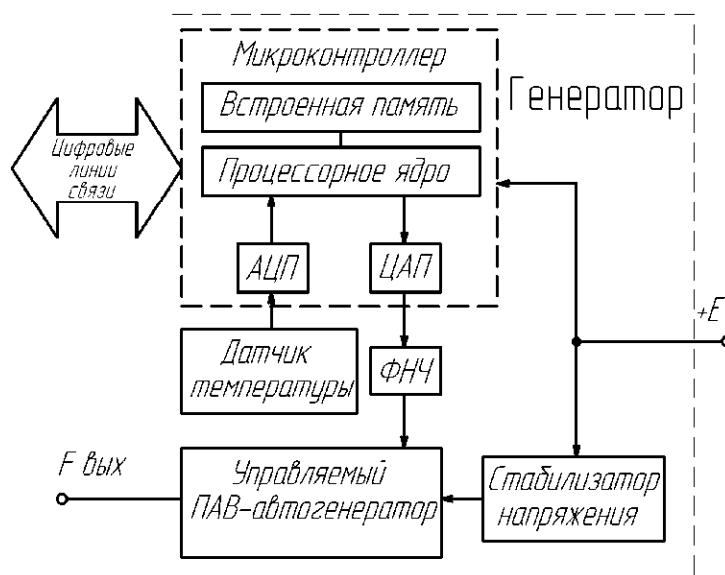 Микроконтроллер
Встроенная память
Генератор
Цифровые
линии
связи
Процессорное ядро
АЦП
ЦАП
+E
Датчик
температуры
ФНЧ
F вых
Управляемый
ПАВ-автогенератор
Стабилизатор
напряжения